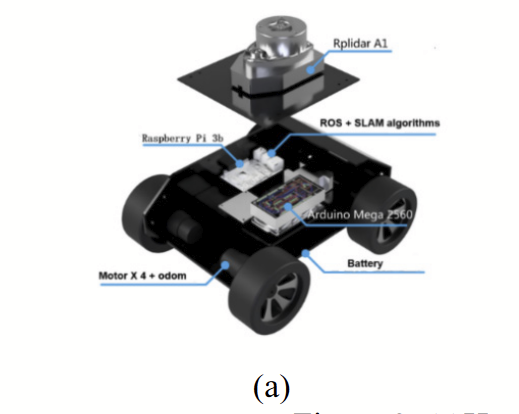 Rplidar A1
ROS + SLAM algorithms
Raspberry Pi 3b
Arduino Mega 2560
Battery
Motor X 4 + odom
(a)